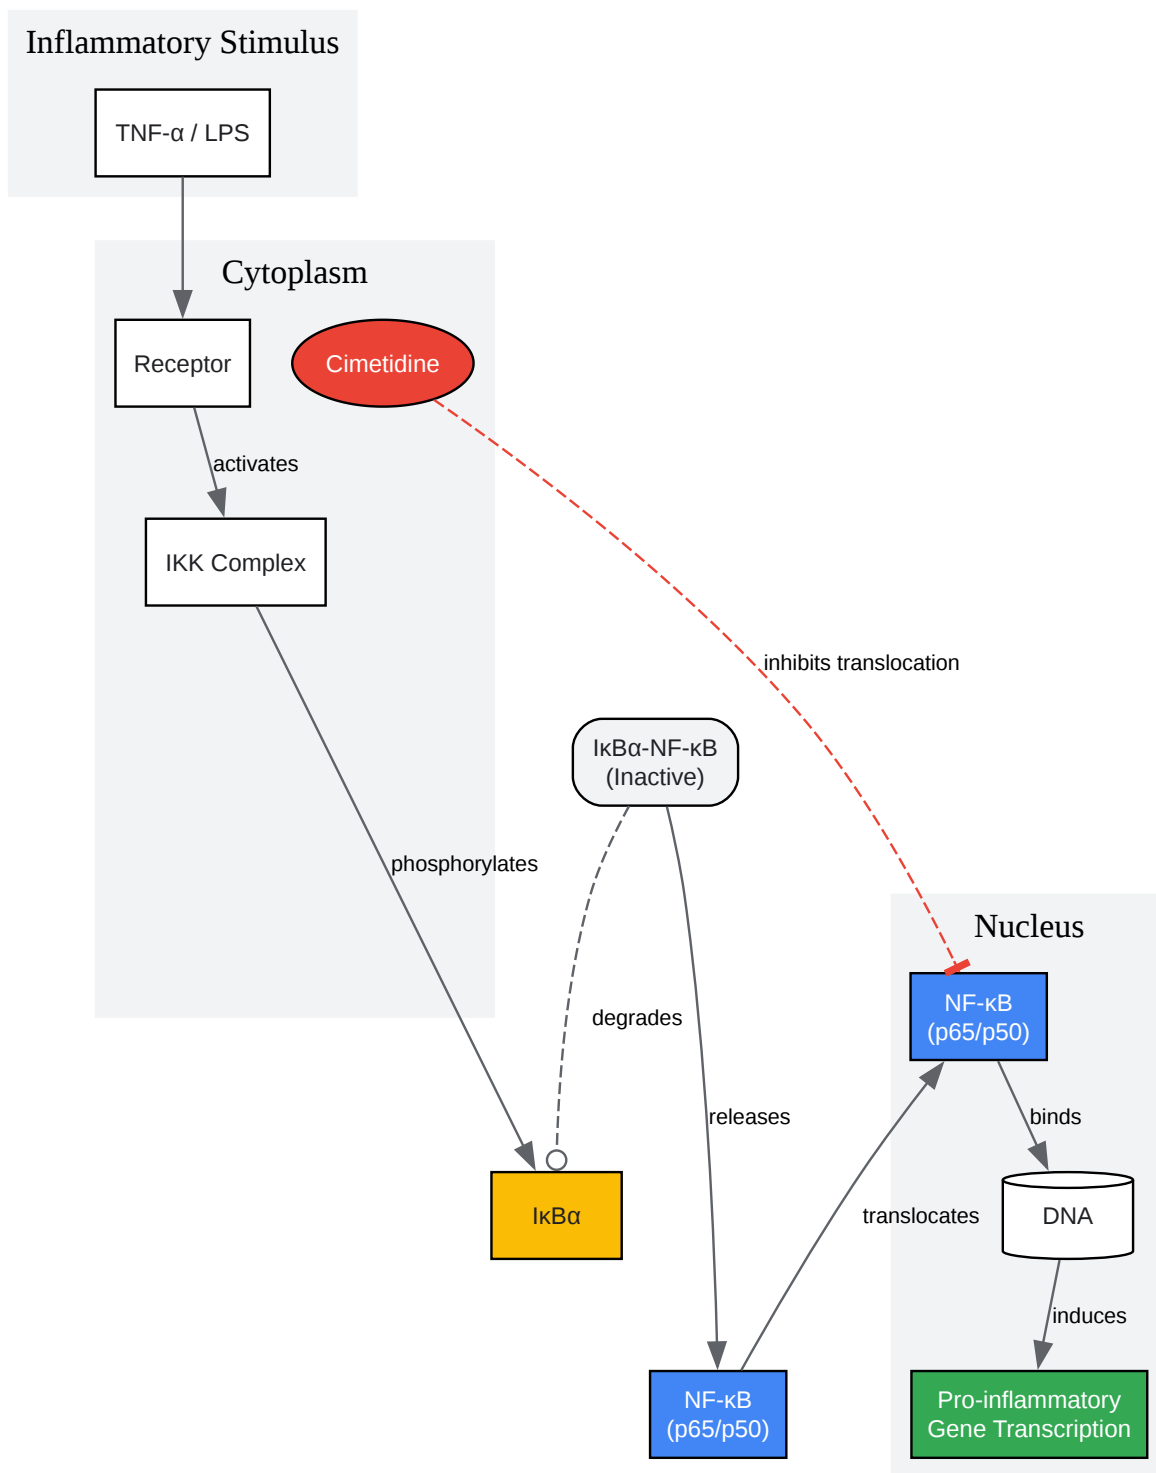 Inflammatory Stimulus
TNF-α / LPS
Cytoplasm
Receptor
Cimetidine
activates
IKK Complex
inhibits translocation
IκBα-NF-κB
(Inactive)
phosphorylates
Nucleus
NF-κB
(p65/p50)
degrades
releases
binds
IκBα
translocates
DNA
induces
NF-κB
(p65/p50)
Pro-inflammatory
Gene Transcription